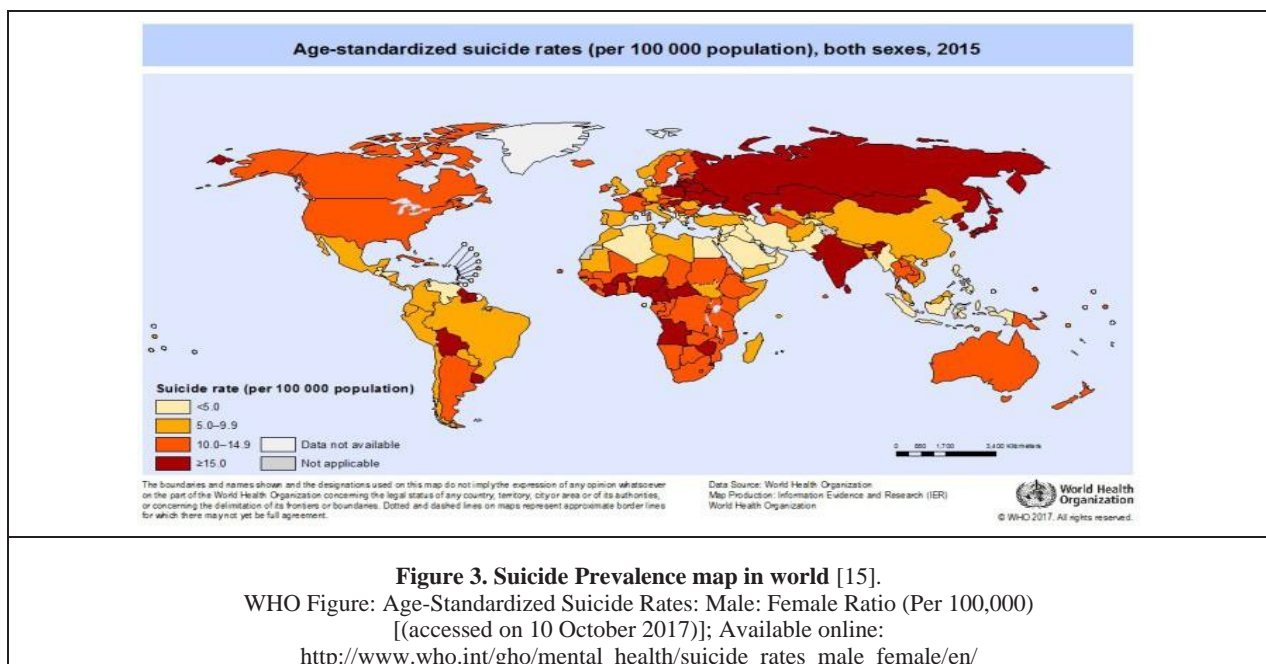 Age-standardized suicide rates (per 100 000 population), both sexes, 2015
Suicide rate (per 100 000 population)
<5.0
5.0–9.9
10.0–14.9
≥15.0
Data not available
Not applicable
0 850 1,700 3,400 Kilometers
The boundaries and names shown and the designations used on this map do not imply the expression of any opinion whatsoever
on the part of the World Health Organization concerning the legal status of any country, territory, city or area or of its authorities,
or concerning the delimitation of its frontiers or boundaries. Dotted and dashed lines on maps represent approximate border lines
for which there may not yet be full agreement.
Data Source: World Health Organization
Map Production: Information Evidence and Research (IER)
World Health Organization
World Health
Organization
© WHO 2017. All rights reserved.
Figure 3. Suicide Prevalence map in world [15].
WHO Figure: Age-Standardized Suicide Rates: Male: Female Ratio (Per 100,000)
[(accessed on 10 October 2017)]; Available online:
http://www.who.int/gho/mental_health/suicide_rates_male_female/en/